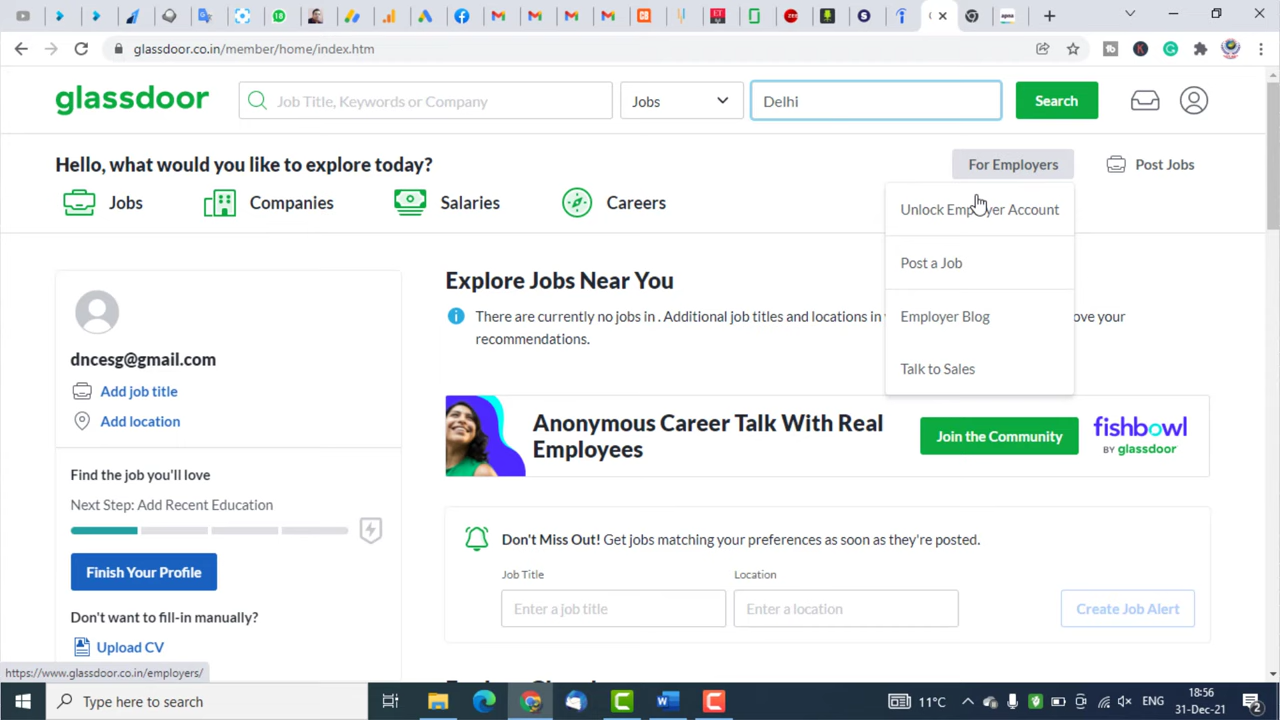 18
ET
ZEE
apna
glassdoor.co.in/member/home/index.htm
glassdoor
Job Title, Keywords or Company
Jobs
Delhi
Search
Hello, what would you like to explore today?
For Employers
Post Jobs
Jobs
Companies
Salaries
Careers
Unlock Employer Account
Post a Job
Employer Blog
Talk to Sales
dncesg@gmail.com
Add job title
Add location
Explore Jobs Near You
There are currently no jobs in . Additional job titles and locations in
ove your
recommendations.
Anonymous Career Talk With Real
Employees
Join the Community
fishbowl
BY glassdoor
Find the job you'll love
Next Step: Add Recent Education
Finish Your Profile
Don't want to fill-in manually?
Upload CV
Don't Miss Out! Get jobs matching your preferences as soon as they're posted.
Job Title
Location
Enter a job title
Enter a location
Create Job Alert
https://www.glassdoor.co.in/employers/
Type here to search
11°C
ENG
18:56
31-Dec-21
2